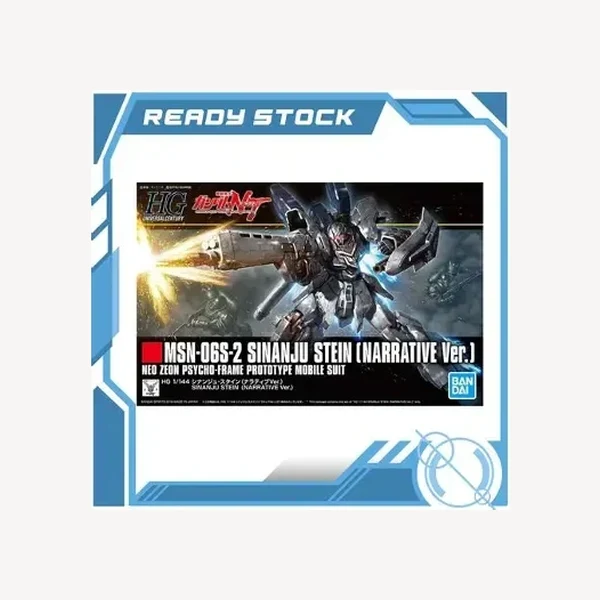 READY STOCK
HG
UNIVERSAL CENTURY
ガンダムNT
MSN-06S-2 SINANJU STEIN (NARRATIVE Ver.)
NEO ZEON PSYCHO-FRAME PROTOTYPE MOBILE SUIT
HG 1/144 シナンジュ・スタイン(ナラティブVer.)
SINANJU STEIN (NARRATIVE Ver.)
BAN
DAI